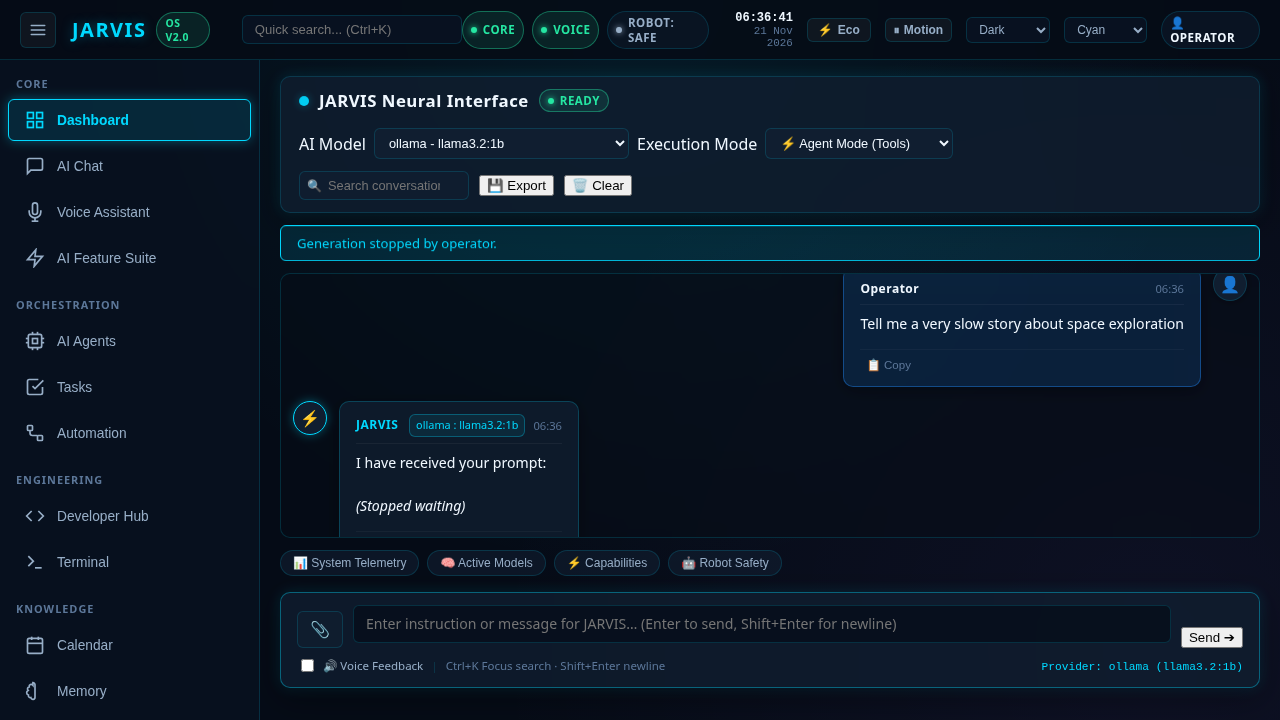 JARVIS
OS V2.0
Quick search... (Ctrl+K)
CORE
VOICE
ROBOT: SAFE
06:36:41
21 Nov 2026
⚡ Eco
Motion
Dark
Cyan
👤 OPERATOR
CORE
Dashboard
AI Chat
Voice Assistant
AI Feature Suite
ORCHESTRATION
AI Agents
Tasks
Automation
ENGINEERING
Developer Hub
Terminal
KNOWLEDGE
Calendar
Memory
JARVIS Neural Interface
READY
AI Model
ollama - llama3.2:1b
Execution Mode
⚡ Agent Mode (Tools)
🔍 Search conversation
💾 Export
🗑️ Clear
Generation stopped by operator.
Operator
06:36
Tell me a very slow story about space exploration
📋 Copy
JARVIS
ollama : llama3.2:1b
06:36
I have received your prompt:
(Stopped waiting)
📊 System Telemetry
🧠 Active Models
⚡ Capabilities
🤖 Robot Safety
Enter instruction or message for JARVIS... (Enter to send, Shift+Enter for newline)
Send ➔
🔊 Voice Feedback
Ctrl+K Focus search · Shift+Enter newline
Provider: ollama (llama3.2:1b)